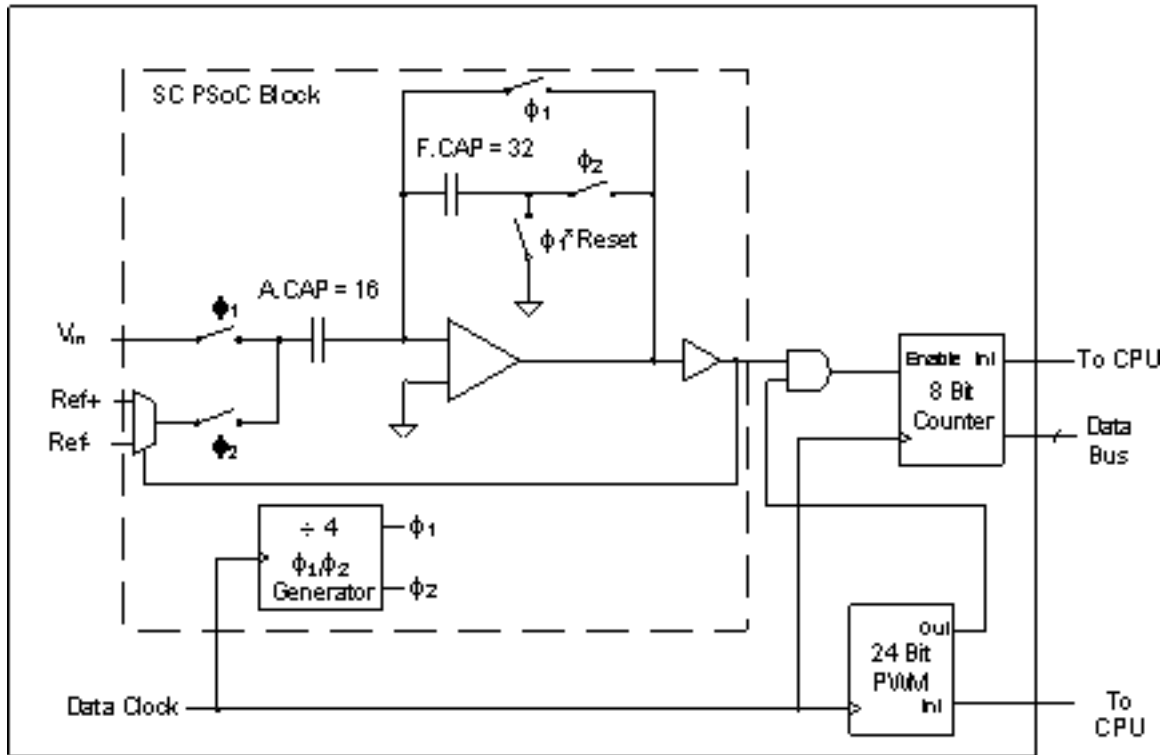 SC PSoC Block
ϕ1
F.CAP = 32
ϕ2
ϕ1*Reset
A.CAP = 16
ϕ1
Vin
Ref+
Ref-
ϕ2
Enable Int
8 Bit
Counter
To CPU
Data
Bus
÷ 4
ϕ1/ϕ2
Generator
ϕ1
ϕ2
Out
24 Bit
PWM
Int
Data Clock
To
CPU